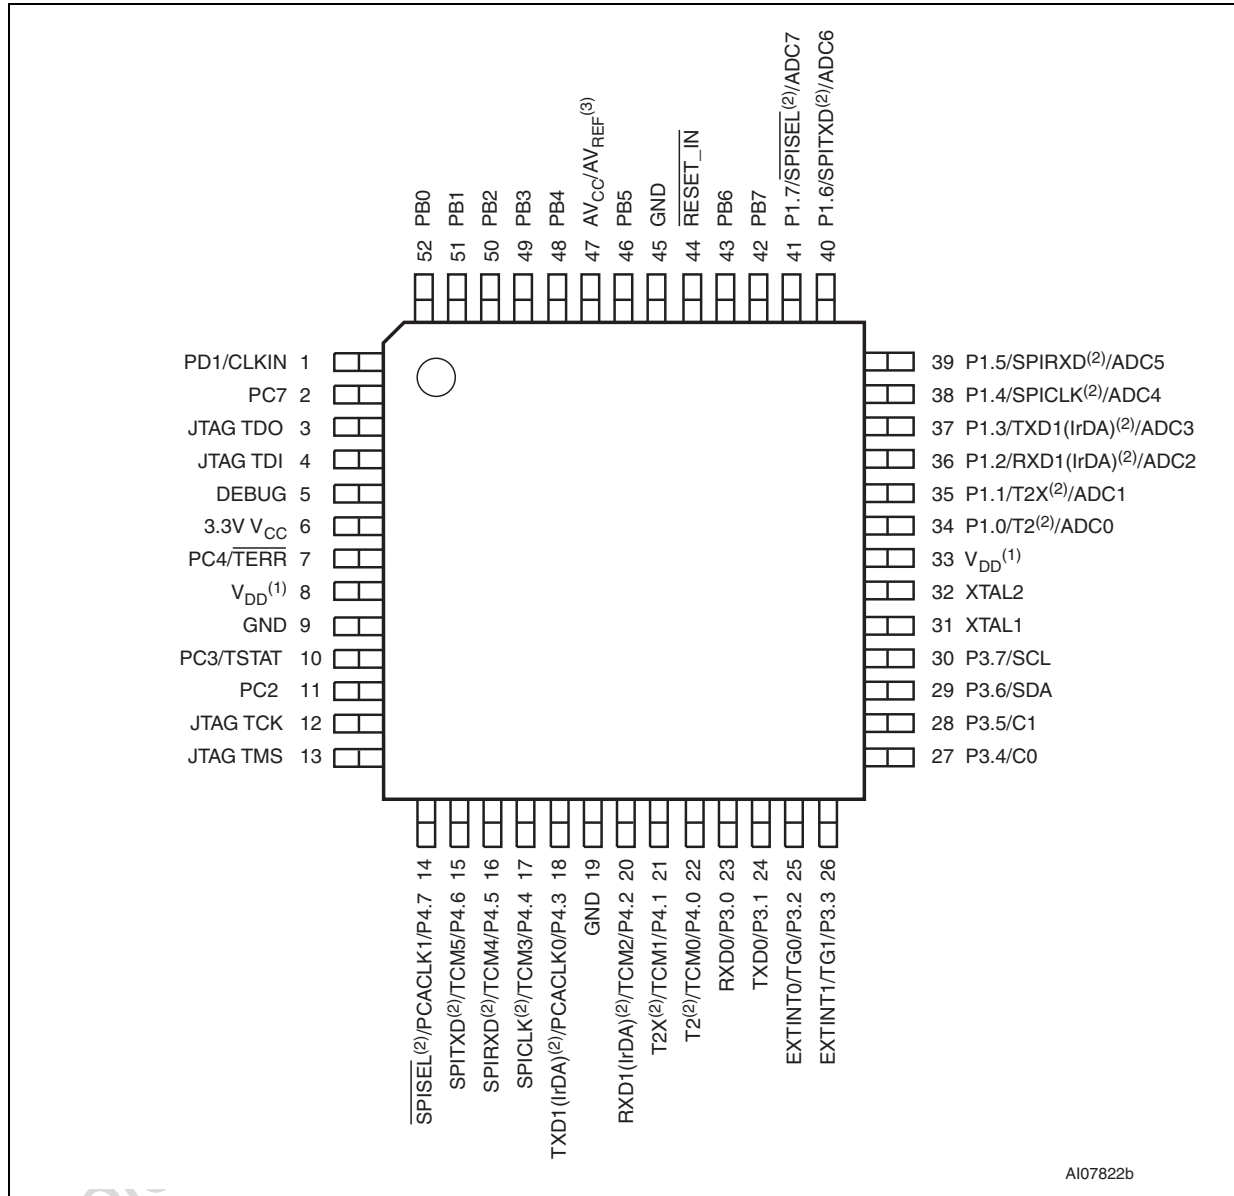 52 PB0
51 PB1
50 PB2
49 PB3
48 PB4
47 AVCC/AVREF(3)
46 PB5
45 GND
44 RESET_IN
43 PB6
42 PB7
41 P1.7/SPISEL(2)/ADC7
40 P1.6/SPITXD(2)/ADC6
PD1/CLKIN 1
PC7 2
JTAG TDO 3
JTAG TDI 4
DEBUG 5
3.3V VCC 6
PC4/TERR 7
VDD(1) 8
GND 9
PC3/TSTAT 10
PC2 11
JTAG TCK 12
JTAG TMS 13
39 P1.5/SPIRXD(2)/ADC5
38 P1.4/SPICLK(2)/ADC4
37 P1.3/TXD1(IrDA)(2)/ADC3
36 P1.2/RXD1(IrDA)(2)/ADC2
35 P1.1/T2X(2)/ADC1
34 P1.0/T2(2)/ADC0
33 VDD(1)
32 XTAL2
31 XTAL1
30 P3.7/SCL
29 P3.6/SDA
28 P3.5/C1
27 P3.4/C0
SPISEL(2)/PCACLK1/P4.7 14
SPITXD(2)/TCM5/P4.6 15
SPIRXD(2)/TCM4/P4.5 16
SPICLK(2)/TCM3/P4.4 17
TXD1(IrDA)(2)/PCACLK0/P4.3 18
GND 19
RXD1(IrDA)(2)/TCM2/P4.2 20
T2X(2)/TCM1/P4.1 21
T2(2)/TCM0/P4.0 22
RXD0/P3.0 23
TXD0/P3.1 24
EXTINT0/TG0/P3.2 25
EXTINT1/TG1/P3.3 26
AI07822b